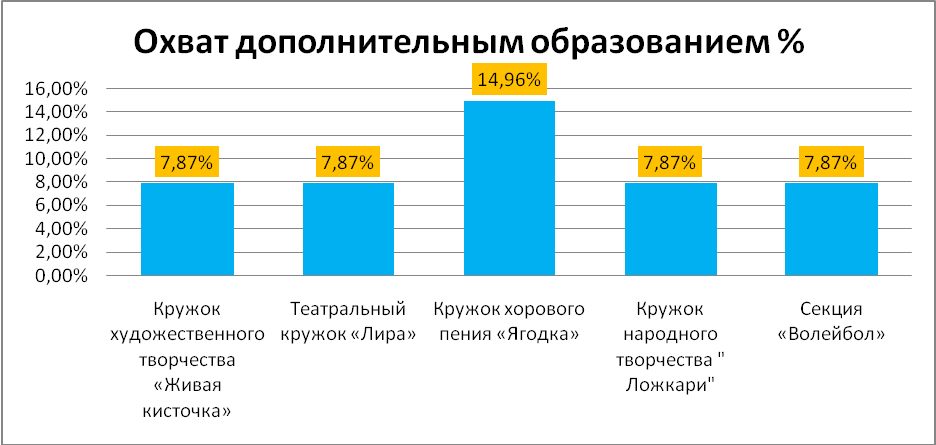 Охват дополнительным образованием %
16,00%
14,00%
12,00%
10,00%
8,00%
6,00%
4,00%
2,00%
0,00%
7,87%
7,87%
14,96%
7,87%
7,87%
Кружок
художественного
творчества
«Живая
кисточка»
Театральный
кружок «Лира»
Кружок хорового
пения «Ягодка»
Кружок
народного
творчества "
Ложкари"
Секция
«Волейбол»